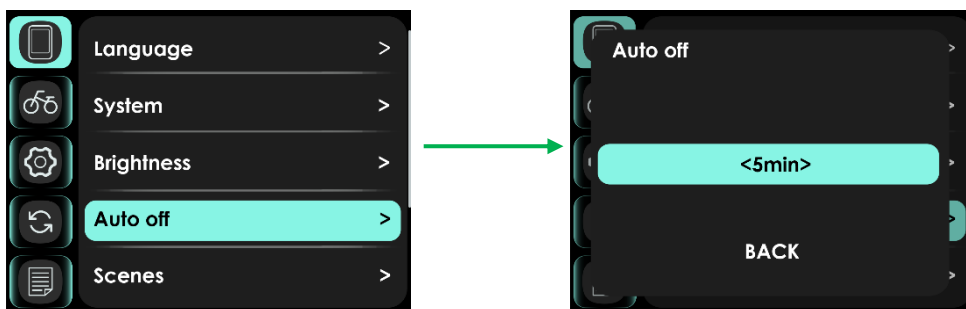 Language >
System >
Brightness >
Auto off >
Scenes >
Auto off
<5min>
BACK